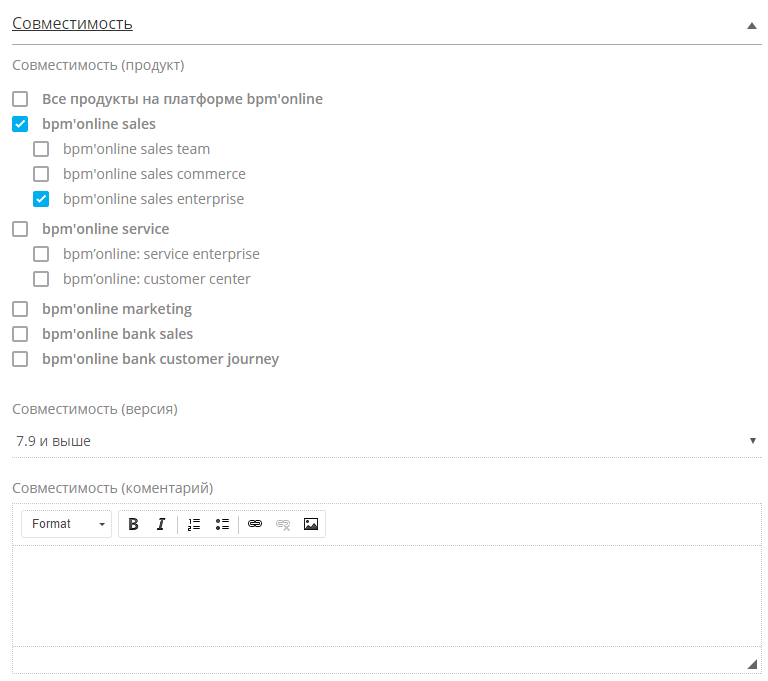 Совместимость
Совместимость (продукт)
Все продукты на платформе bpm'online
bpm'online sales
bpm'online sales team
bpm'online sales commerce
bpm'online sales enterprise
bpm'online service
bpm’online: service enterprise
bpm’online: customer center
bpm'online marketing
bpm'online bank sales
bpm'online bank customer journey
Совместимость (версия)
7.9 и выше
Совместимость (коментарий)
Format B I